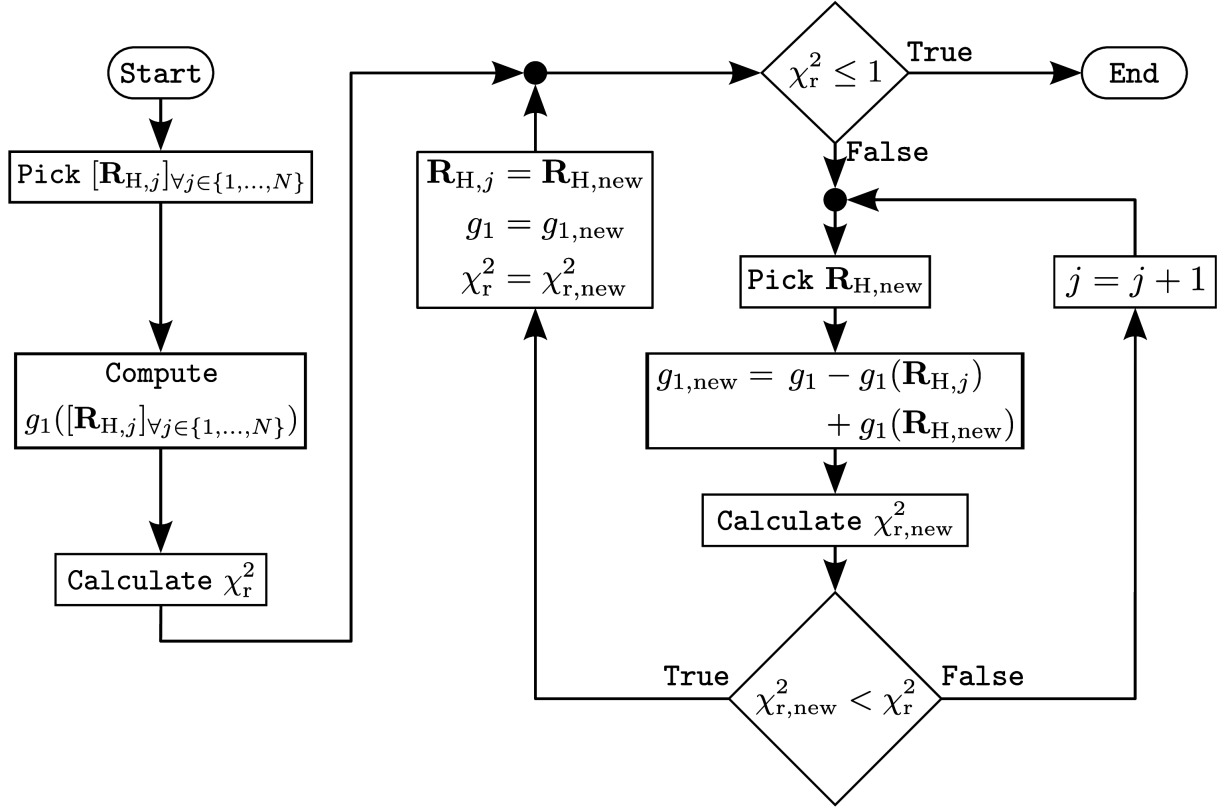 Start
Pick [R_{H,j}]_{∀j∈{1,...,N}}
Compute
g_1([R_{H,j}]_{∀j∈{1,...,N}})
Calculate χ_r^2
R_{H,j} = R_{H,new}
g_1 = g_{1,new}
χ_r^2 = χ_{r,new}^2
χ_r^2 ≤ 1
True
End
False
Pick R_{H,new}
j = j + 1
g_{1,new} = g_1 − g_1(R_{H,j})
+ g_1(R_{H,new})
Calculate χ_{r,new}^2
True
χ_{r,new}^2 < χ_r^2
False